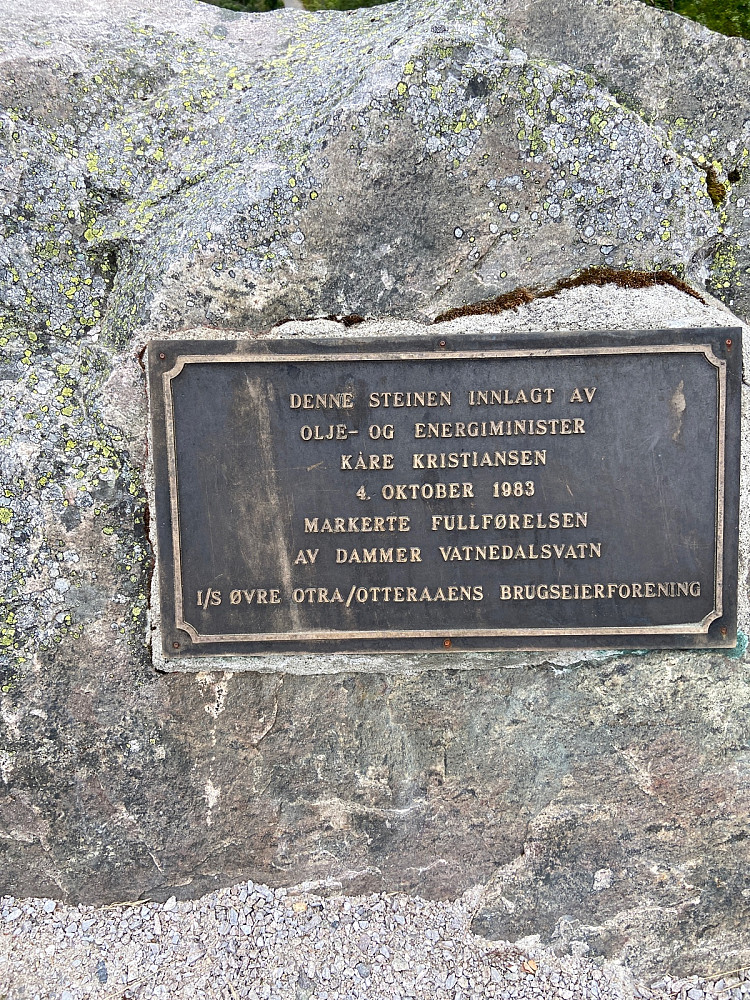 DENNE STEINEN INNLAGT AV
OLJE- OG ENERGIMINISTER
KÅRE KRISTIANSEN
4. OKTOBER 1983
MARKERTE FULLFØRELSEN
AV DAMMER VATNEDALSVATN
I/S ØVRE OTRA/OTTERAAENS BRUGSEIERFORENING